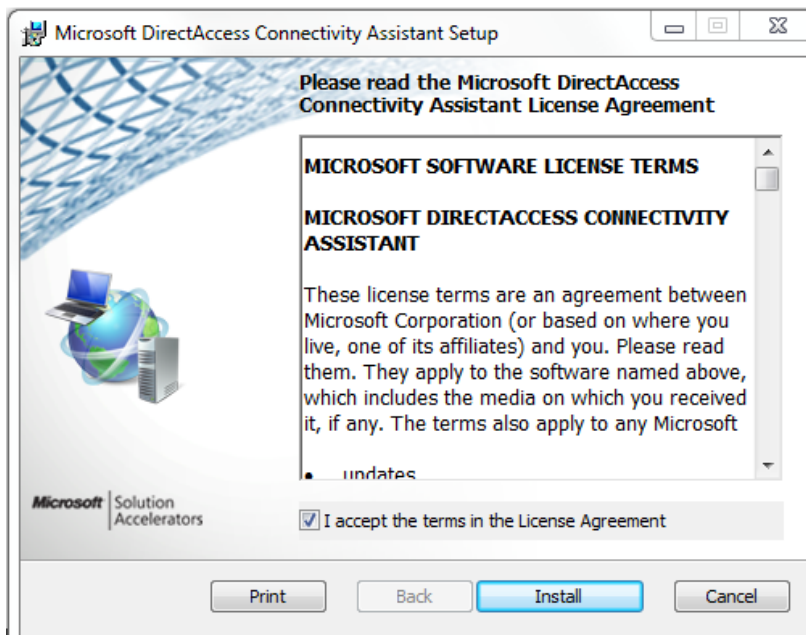 Microsoft DirectAccess Connectivity Assistant Setup
Please read the Microsoft DirectAccess
Connectivity Assistant License Agreement
MICROSOFT SOFTWARE LICENSE TERMS
MICROSOFT DIRECTACCESS CONNECTIVITY
ASSISTANT
These license terms are an agreement between
Microsoft Corporation (or based on where you
live, one of its affiliates) and you. Please read
them. They apply to the software named above,
which includes the media on which you received
it, if any. The terms also apply to any Microsoft
• updates
Microsoft Solution
Accelerators
I accept the terms in the License Agreement
Print Back Install Cancel